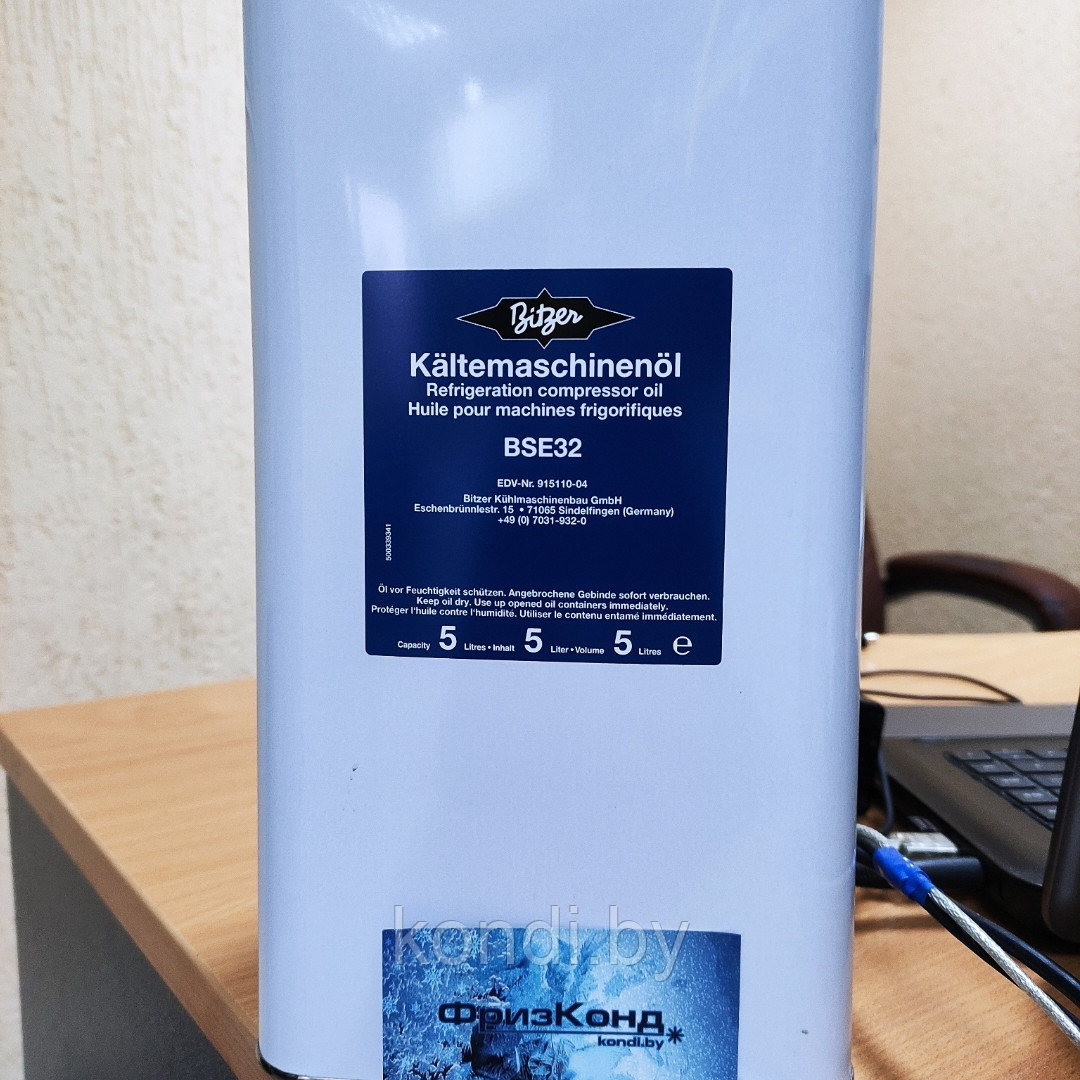 Bitzer
Kältemaschinenöl
Refrigeration compressor oil
Huile pour machines frigorifiques
BSE32
EDV-Nr. 915110-04
Bitzer Kühlmaschinenbau GmbH
Eschenbrünnlestr. 15 • 71065 Sindelfingen (Germany)
+49 (0) 7031-932-0
500339341
Öl vor Feuchtigkeit schützen. Angebrochene Gebinde sofort verbrauchen.
Keep oil dry. Use up opened oil containers immediately.
Protéger l'huile contre l'humidité. Utiliser le contenu entamé immédiatement.
Capacity 5 Litres • Inhalt 5 Liter • Volume 5 Litres ℮
kondi.by
ФризКонд
kondi.by